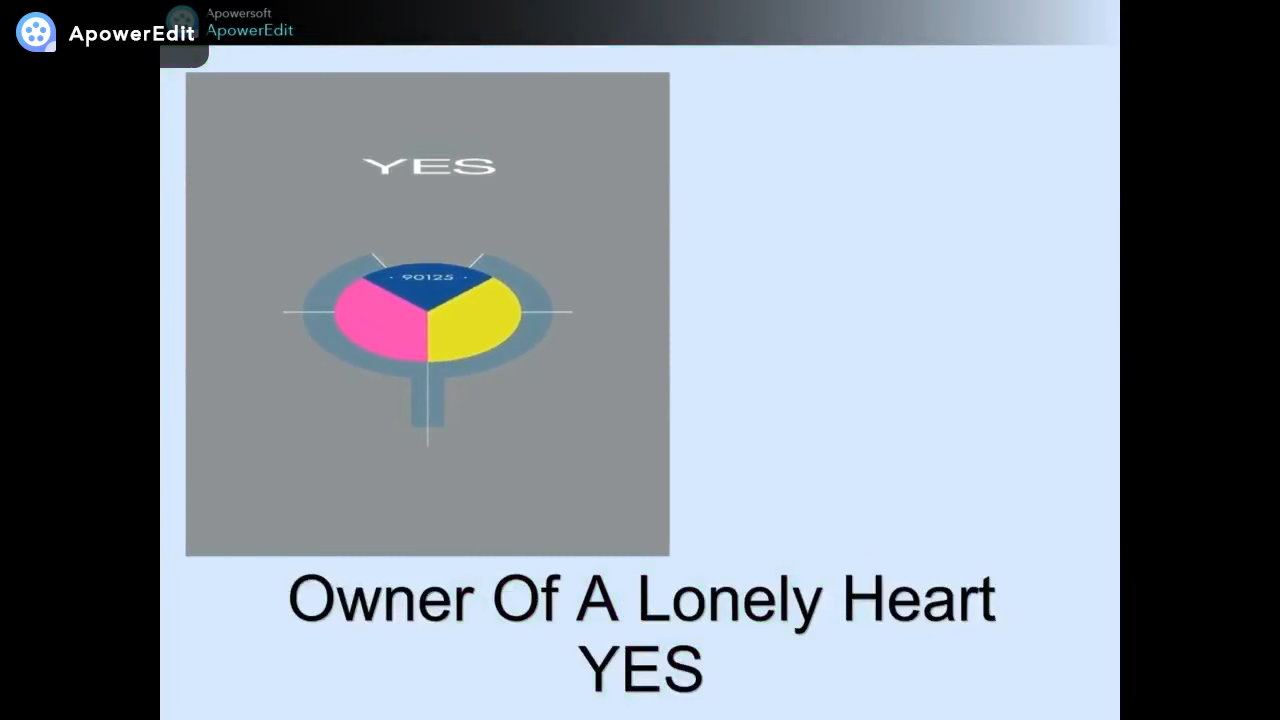 ApowerEdit
Apowersoft
ApowerEdit
YES
· 90125 ·
Owner Of A Lonely Heart
YES